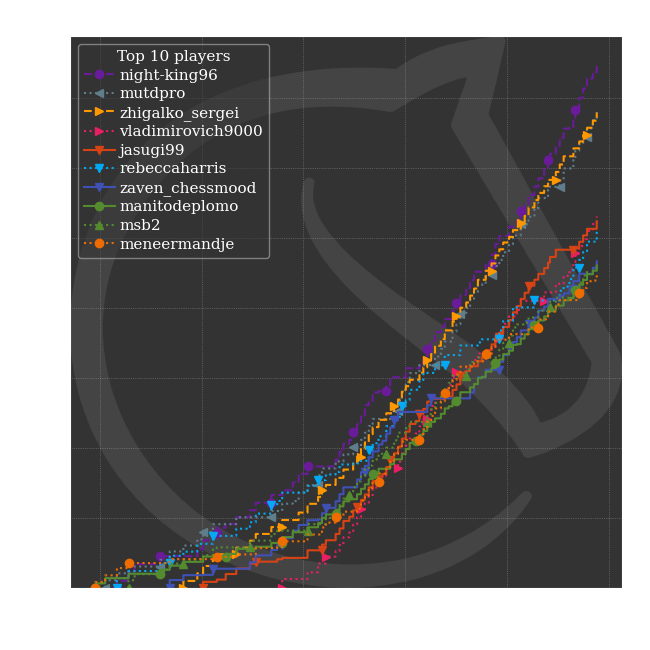 Top 10 players
night-king96
mutdpro
zhigalko_sergei
vladimirovich9000
jasugi99
rebeccaharris
zaven_chessmood
manitodeplomo
msb2
meneermandje